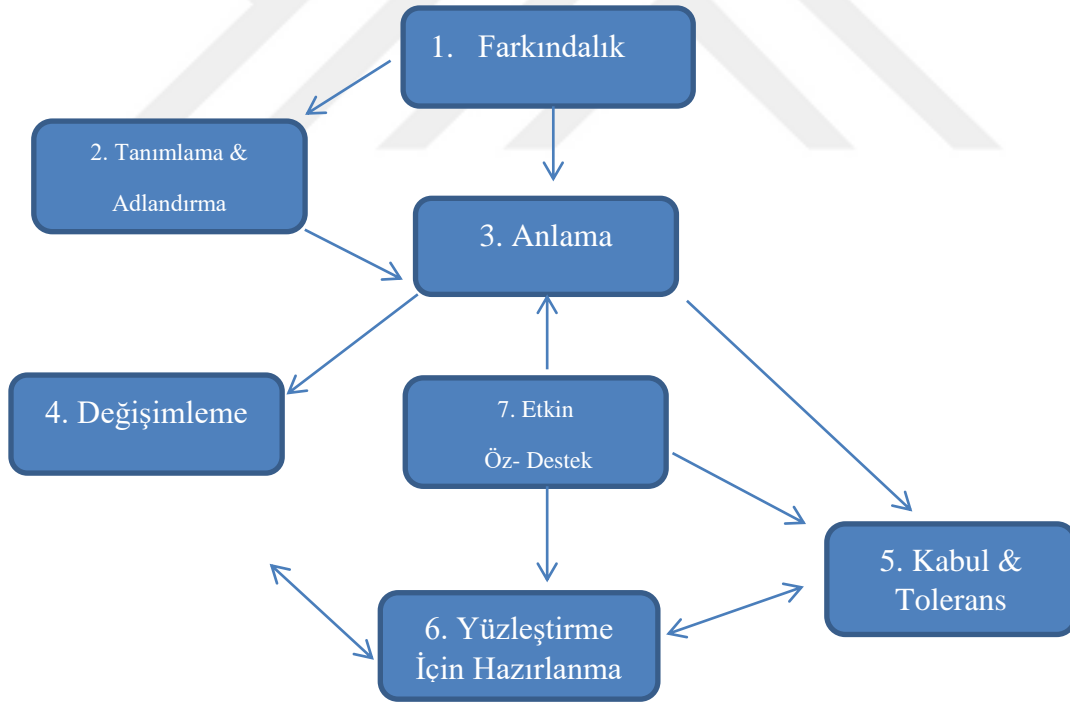 1. Farkındalık
2. Tanımlama &
Adlandırma
3. Anlama
4. Değişimleme
7. Etkin
Öz- Destek
5. Kabul &
Tolerans
6. Yüzleştirme
İçin Hazırlanma